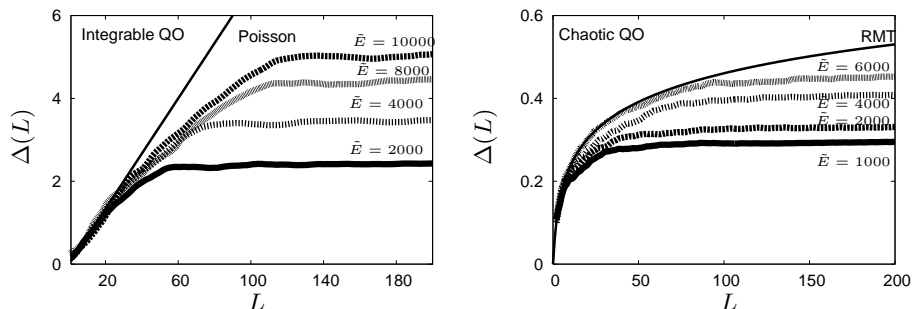 6
Integrable QO
Poisson
Ẽ = 10000
Ẽ = 8000
4
Δ(L)
Ẽ = 4000
2
Ẽ = 2000
0
20 60 100 140 180
L
0.6
Chaotic QO
RMT
Ẽ = 6000
0.4
Δ(L)
Ẽ = 4000
Ẽ = 2000
0.2
Ẽ = 1000
0
0 50 100 150 200
L